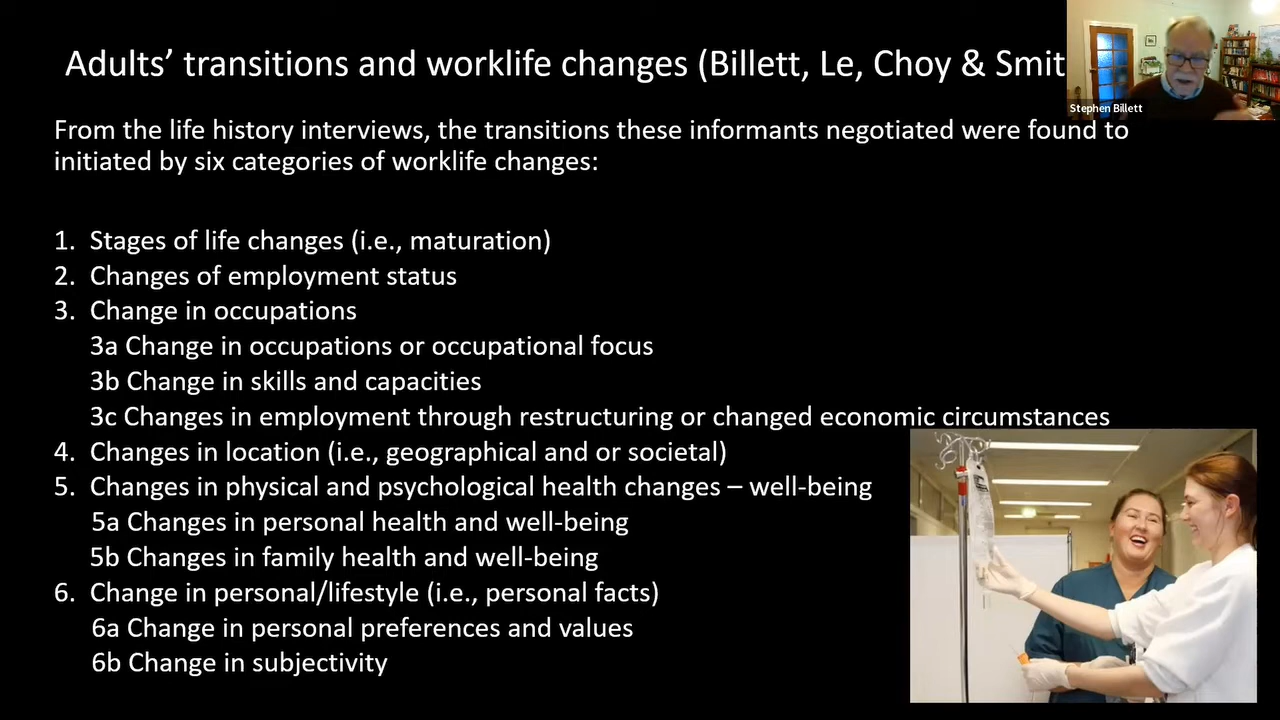 Adults’ transitions and worklife changes (Billett, Le, Choy & Smit
Stephen Billett
From the life history interviews, the transitions these informants negotiated were found to
initiated by six categories of worklife changes:
1. Stages of life changes (i.e., maturation)
2. Changes of employment status
3. Change in occupations
3a Change in occupations or occupational focus
3b Change in skills and capacities
3c Changes in employment through restructuring or changed economic circumstances
4. Changes in location (i.e., geographical and or societal)
5. Changes in physical and psychological health changes – well-being
5a Changes in personal health and well-being
5b Changes in family health and well-being
6. Change in personal/lifestyle (i.e., personal facts)
6a Change in personal preferences and values
6b Change in subjectivity